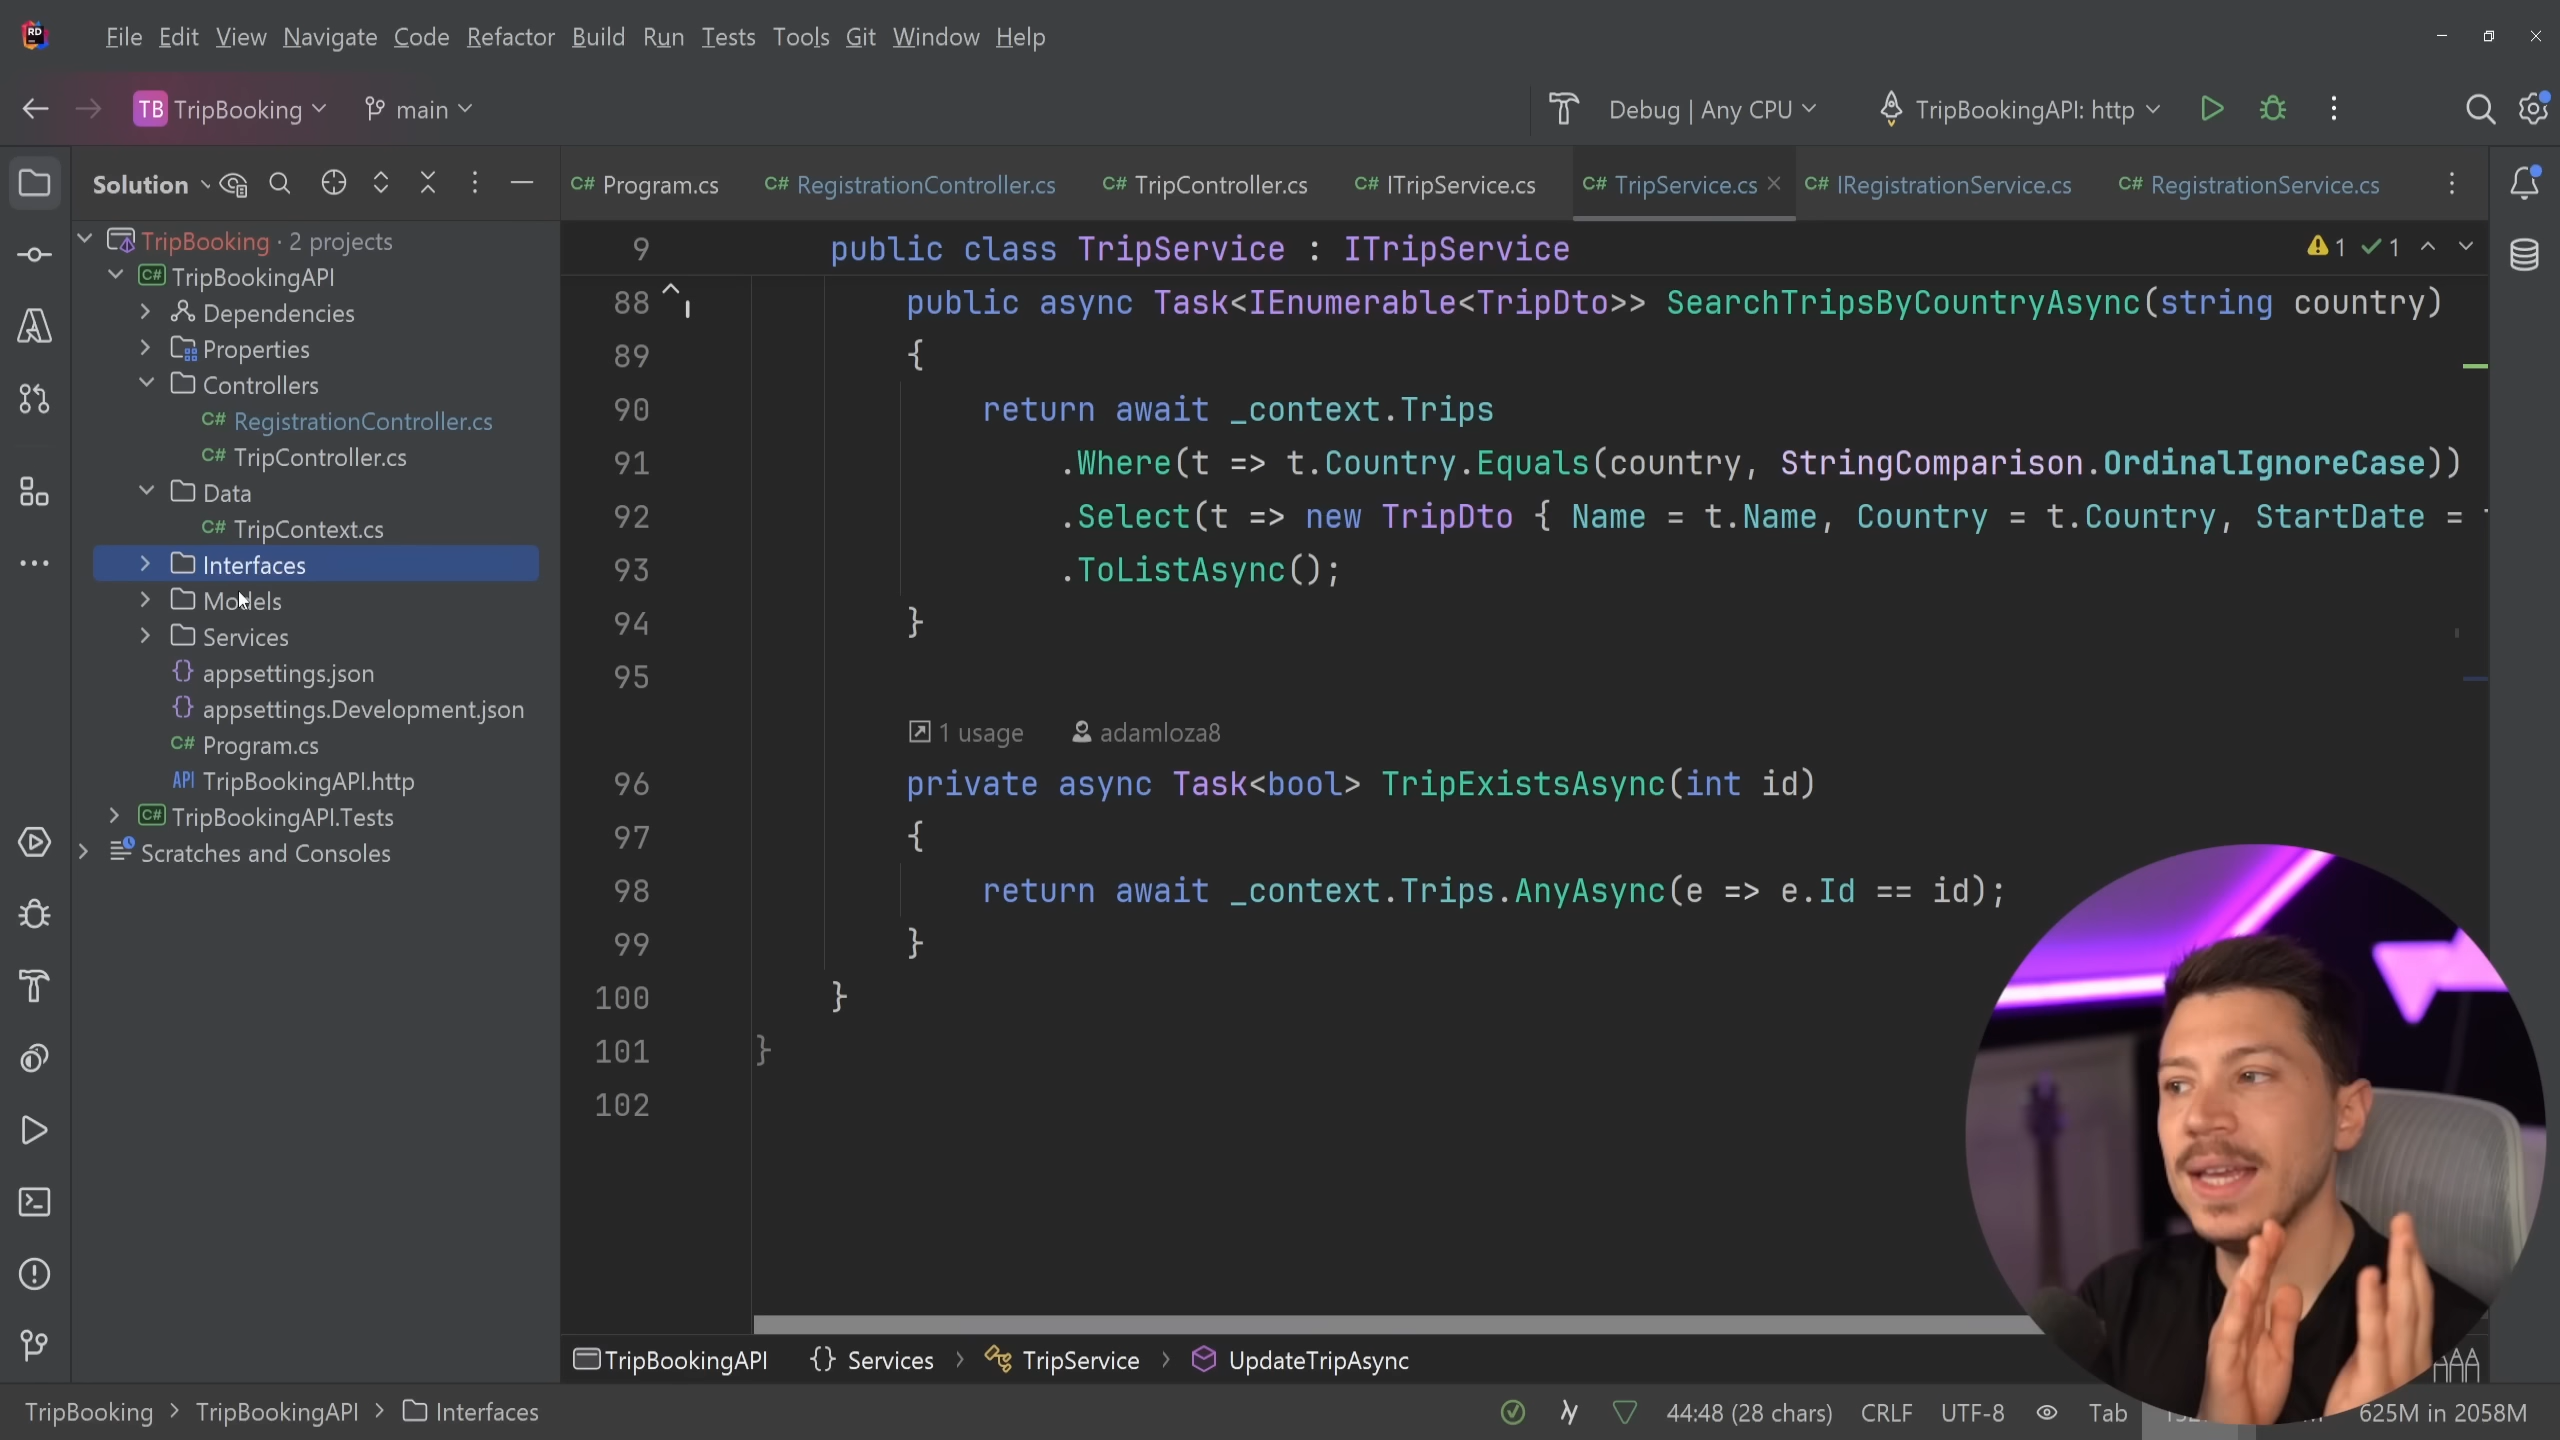 RD File Edit View Navigate Code Refactor Build Run Tests Tools Git Window Help
TB TripBooking main Debug | Any CPU TripBookingAPI: http
Solution
C# Program.cs C# RegistrationController.cs C# TripController.cs C# ITripService.cs C# TripService.cs C# IRegistrationService.cs C# RegistrationService.cs
TripBooking · 2 projects
C# TripBookingAPI
Dependencies
Properties
Controllers
C# RegistrationController.cs
C# TripController.cs
Data
C# TripContext.cs
Interfaces
Models
Services
{} appsettings.json
{} appsettings.Development.json
C# Program.cs
API TripBookingAPI.http
C# TripBookingAPI.Tests
Scratches and Consoles
9 public class TripService : ITripService
1 1
88 public async Task<IEnumerable<TripDto>> SearchTripsByCountryAsync(string country)
89 {
90 return await _context.Trips
91 .Where(t => t.Country.Equals(country, StringComparison.OrdinalIgnoreCase))
92 .Select(t => new TripDto { Name = t.Name, Country = t.Country, StartDate =
93 .ToListAsync();
94 }
95
1 usage adamloza8
96 private async Task<bool> TripExistsAsync(int id)
97 {
98 return await _context.Trips.AnyAsync(e => e.Id == id);
99 }
100 }
101 }
102
TripBookingAPI {} Services > TripService > UpdateTripAsync
TripBooking > TripBookingAPI > Interfaces
44:48 (28 chars) CRLF UTF-8 Tab 625M in 2058M